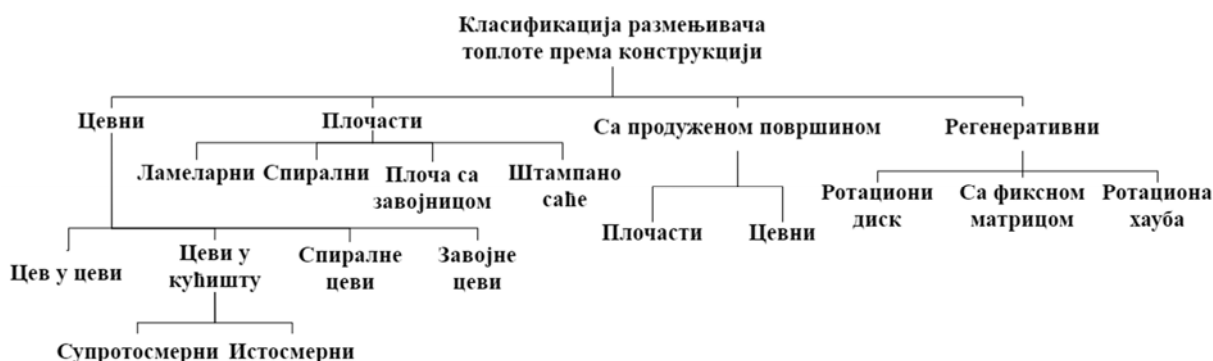 Класификација размењивача
топлоте према конструкцији
Цевни
Плочасти
Са продуженом површином
Регенеративни
Ламеларни
Спирални
Плоча са
завојницом
Штампано
саће
Плочасти
Цевни
Ротациони
диск
Са фиксном
матрицом
Ротациона
хауба
Цев у цеви
Цеви у
кућишту
Спиралне
цеви
Завојне
цеви
Супротосмерни
Истосмерни